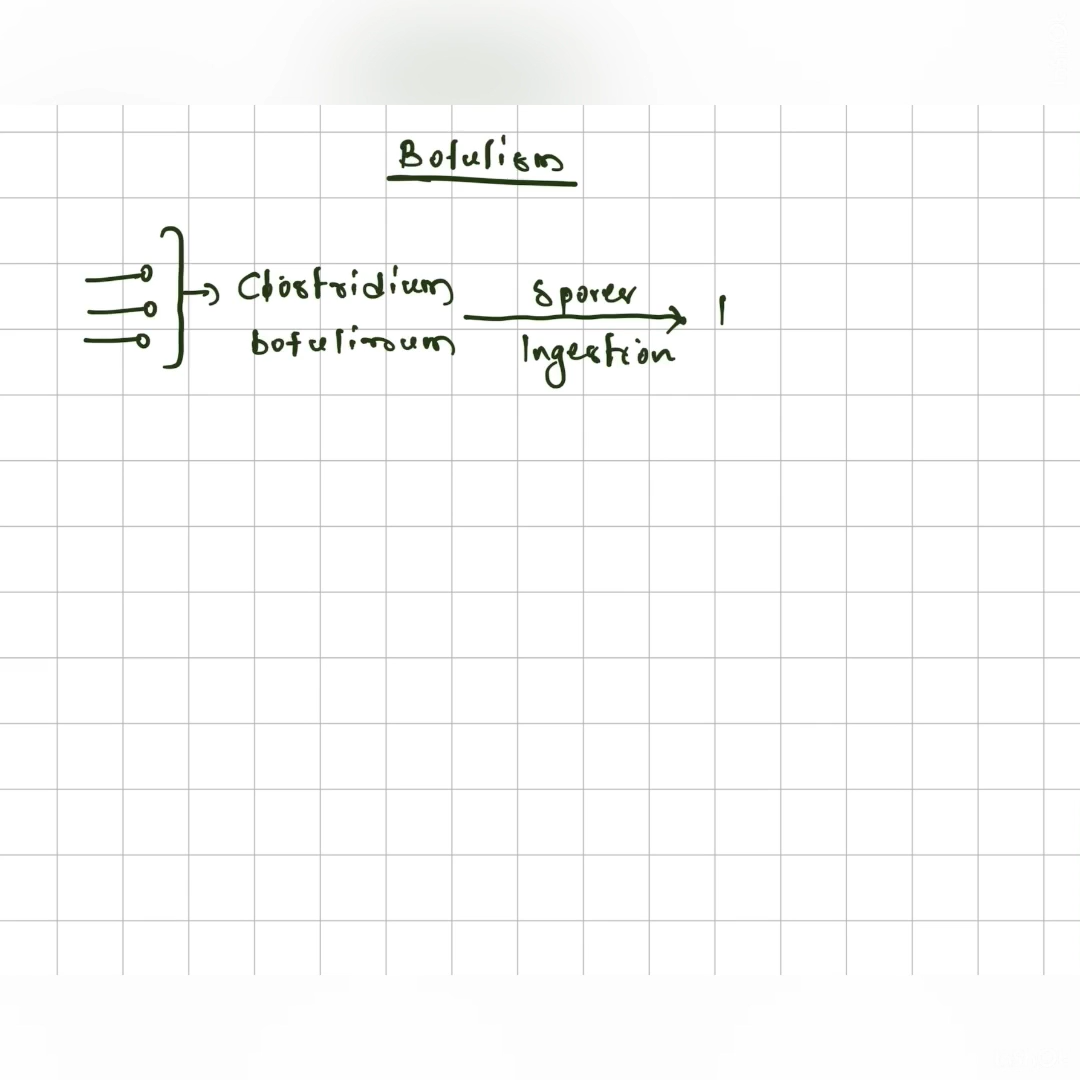 Botulism
Clostridium
botulinum
Spores
Ingestion